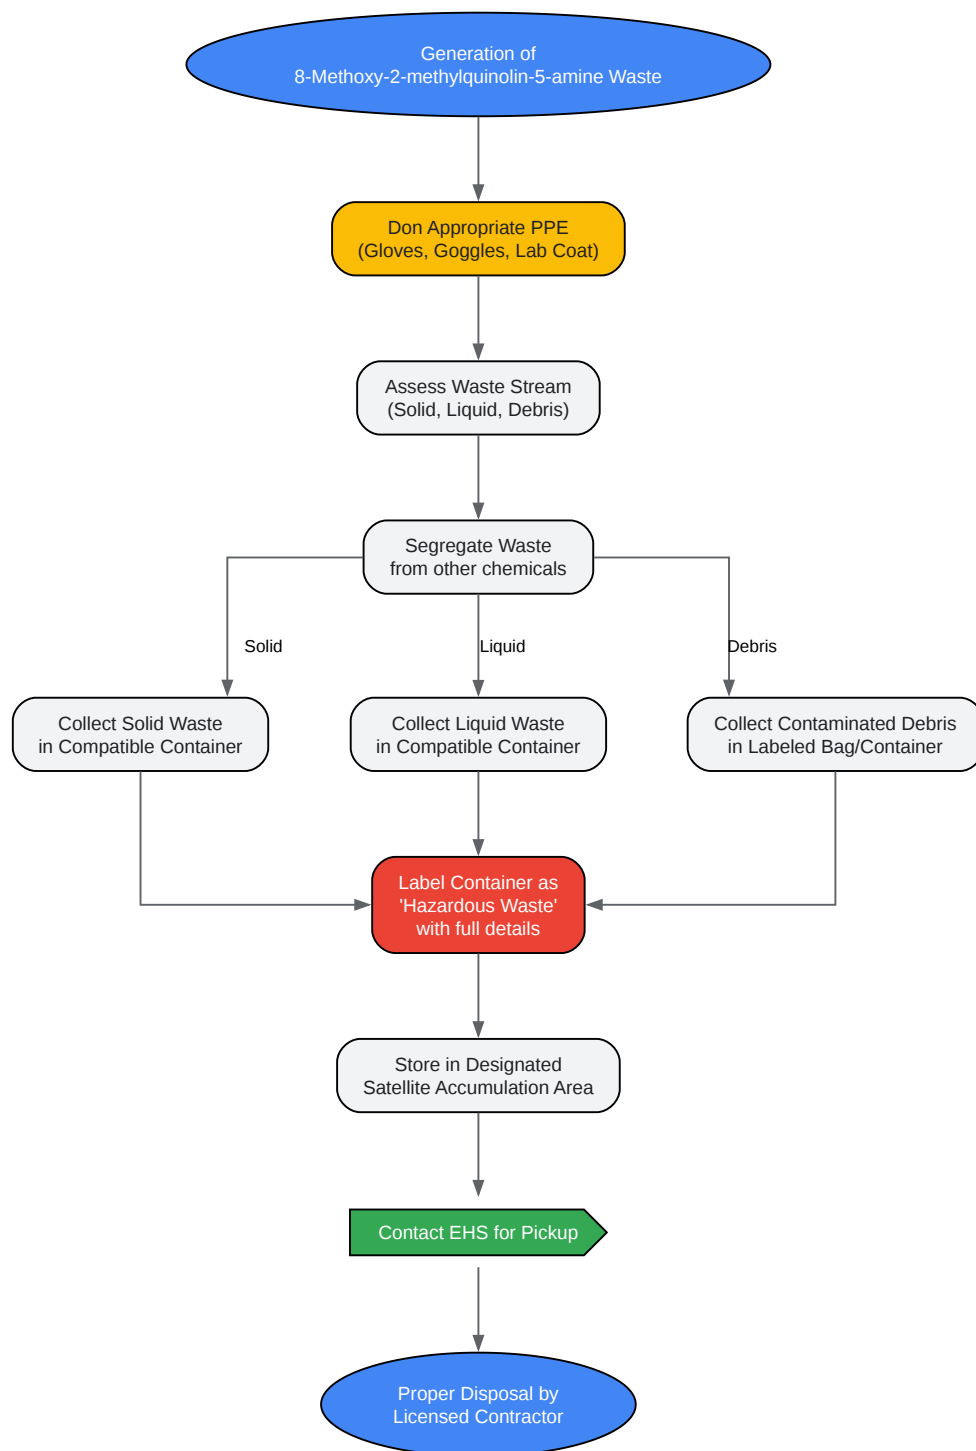 Generation of
8-Methoxy-2-methylquinolin-5-amine Waste
Don Appropriate PPE
(Gloves, Goggles, Lab Coat)
Assess Waste Stream
(Solid, Liquid, Debris)
Segregate Waste
from other chemicals
Solid
Liquid
Debris
Collect Solid Waste
in Compatible Container
Collect Liquid Waste
in Compatible Container
Collect Contaminated Debris
in Labeled Bag/Container
Label Container as
'Hazardous Waste'
with full details
Store in Designated
Satellite Accumulation Area
Contact EHS for Pickup
Proper Disposal by
Licensed Contractor